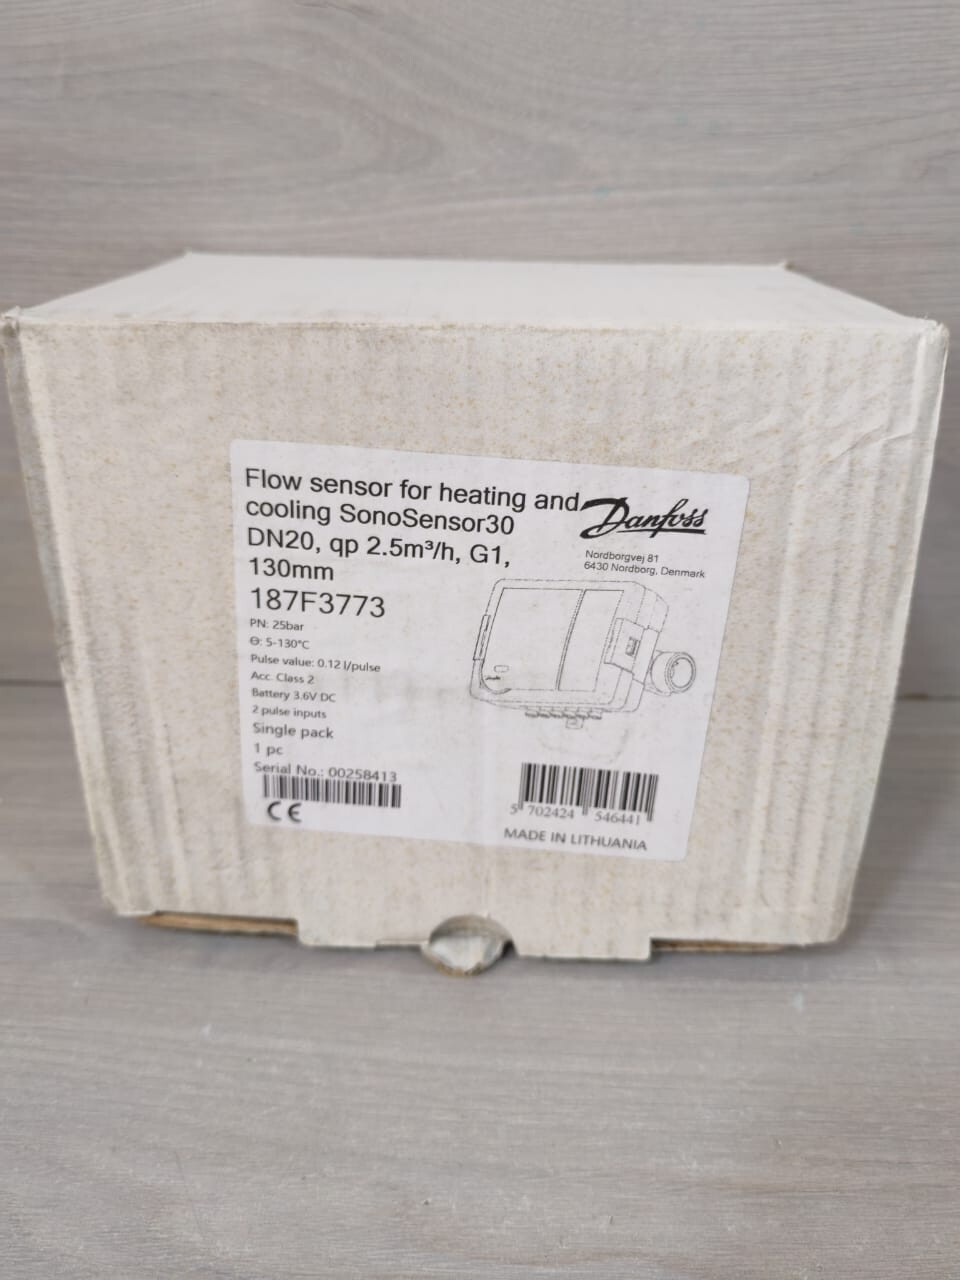 Flow sensor for heating and
cooling SonoSensor30
DN20, qp 2.5m³/h, G1,
130mm
187F3773
PN: 25bar
Θ: 5-130°C
Pulse value: 0.12 l/pulse
Acc. Class 2
Battery 3.6V DC
2 pulse inputs
Single pack
1 pc
Serial No.: 00258413
CE
Danfoss
Nordborgvej 81
6430 Nordborg, Denmark
5 702424 546441
MADE IN LITHUANIA